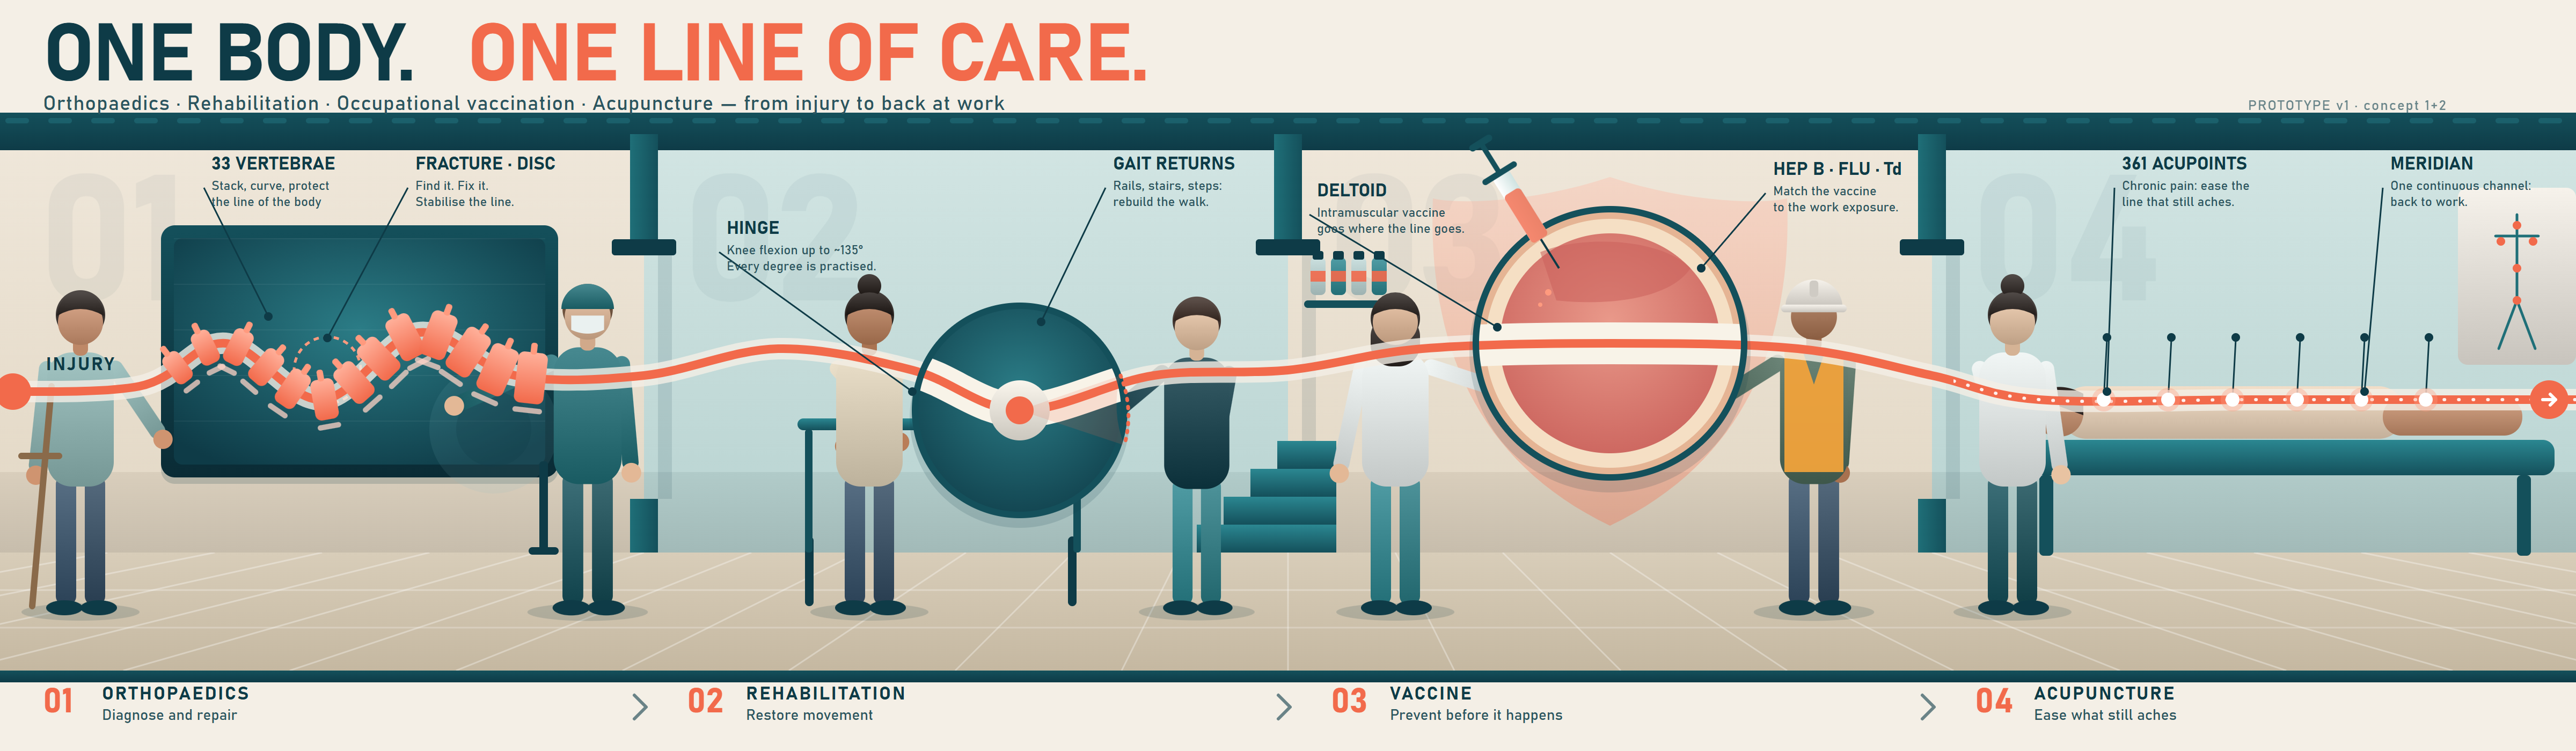 ONE BODY. ONE LINE OF CARE.
Orthopaedics · Rehabilitation · Occupational vaccination · Acupuncture — from injury to back at work
PROTOTYPE v1 · concept 1+2
01
33 VERTEBRAE
Stack, curve, protect
the line of the body
FRACTURE · DISC
Find it. Fix it.
Stabilise the line.
INJURY
02
HINGE
Knee flexion up to ~135°
Every degree is practised.
GAIT RETURNS
Rails, stairs, steps:
rebuild the walk.
03
DELTOID
Intramuscular vaccine
goes where the line goes.
HEP B · FLU · Td
Match the vaccine
to the work exposure.
04
361 ACUPOINTS
Chronic pain: ease the
line that still aches.
MERIDIAN
One continuous channel:
back to work.
01 ORTHOPAEDICS
Diagnose and repair
02 REHABILITATION
Restore movement
03 VACCINE
Prevent before it happens
04 ACUPUNCTURE
Ease what still aches